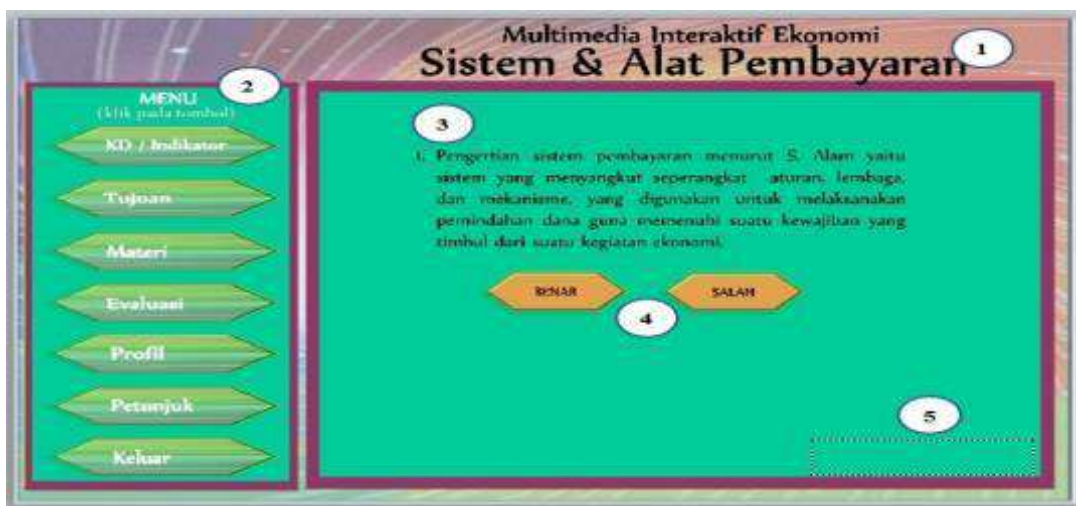 Multimedia Interaktif Ekonomi
Sistem & Alat Pembayaran
1
2
MENU
(klik pada tombol)
KD / Indikator
Tujuan
Materi
Evaluasi
Profil
Petunjuk
Keluar
3
1. Pengertian sistem pembayaran menurut S. Alam yaitu
sistem yang menyangkut seperangkat aturan, lembaga,
dan mekanisme, yang digunakan untuk melaksanakan
pemindahan dana guna memenuhi suatu kewajiban yang
timbul dari suatu kegiatan ekonomi.
BENAR
SALAH
4
5